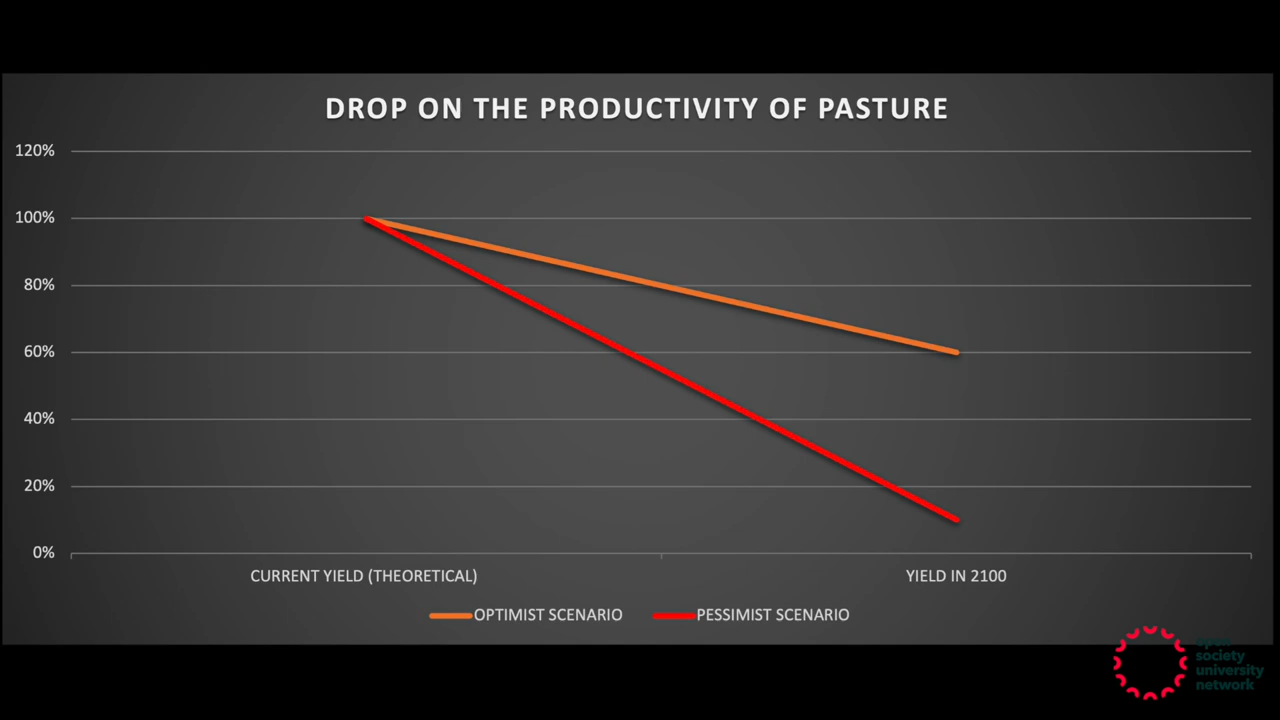 DROP ON THE PRODUCTIVITY OF PASTURE
120%
100%
80%
60%
40%
20%
0%
CURRENT YIELD (THEORETICAL) YIELD IN 2100
OPTIMIST SCENARIO PESSIMIST SCENARIO
open
society
university
network